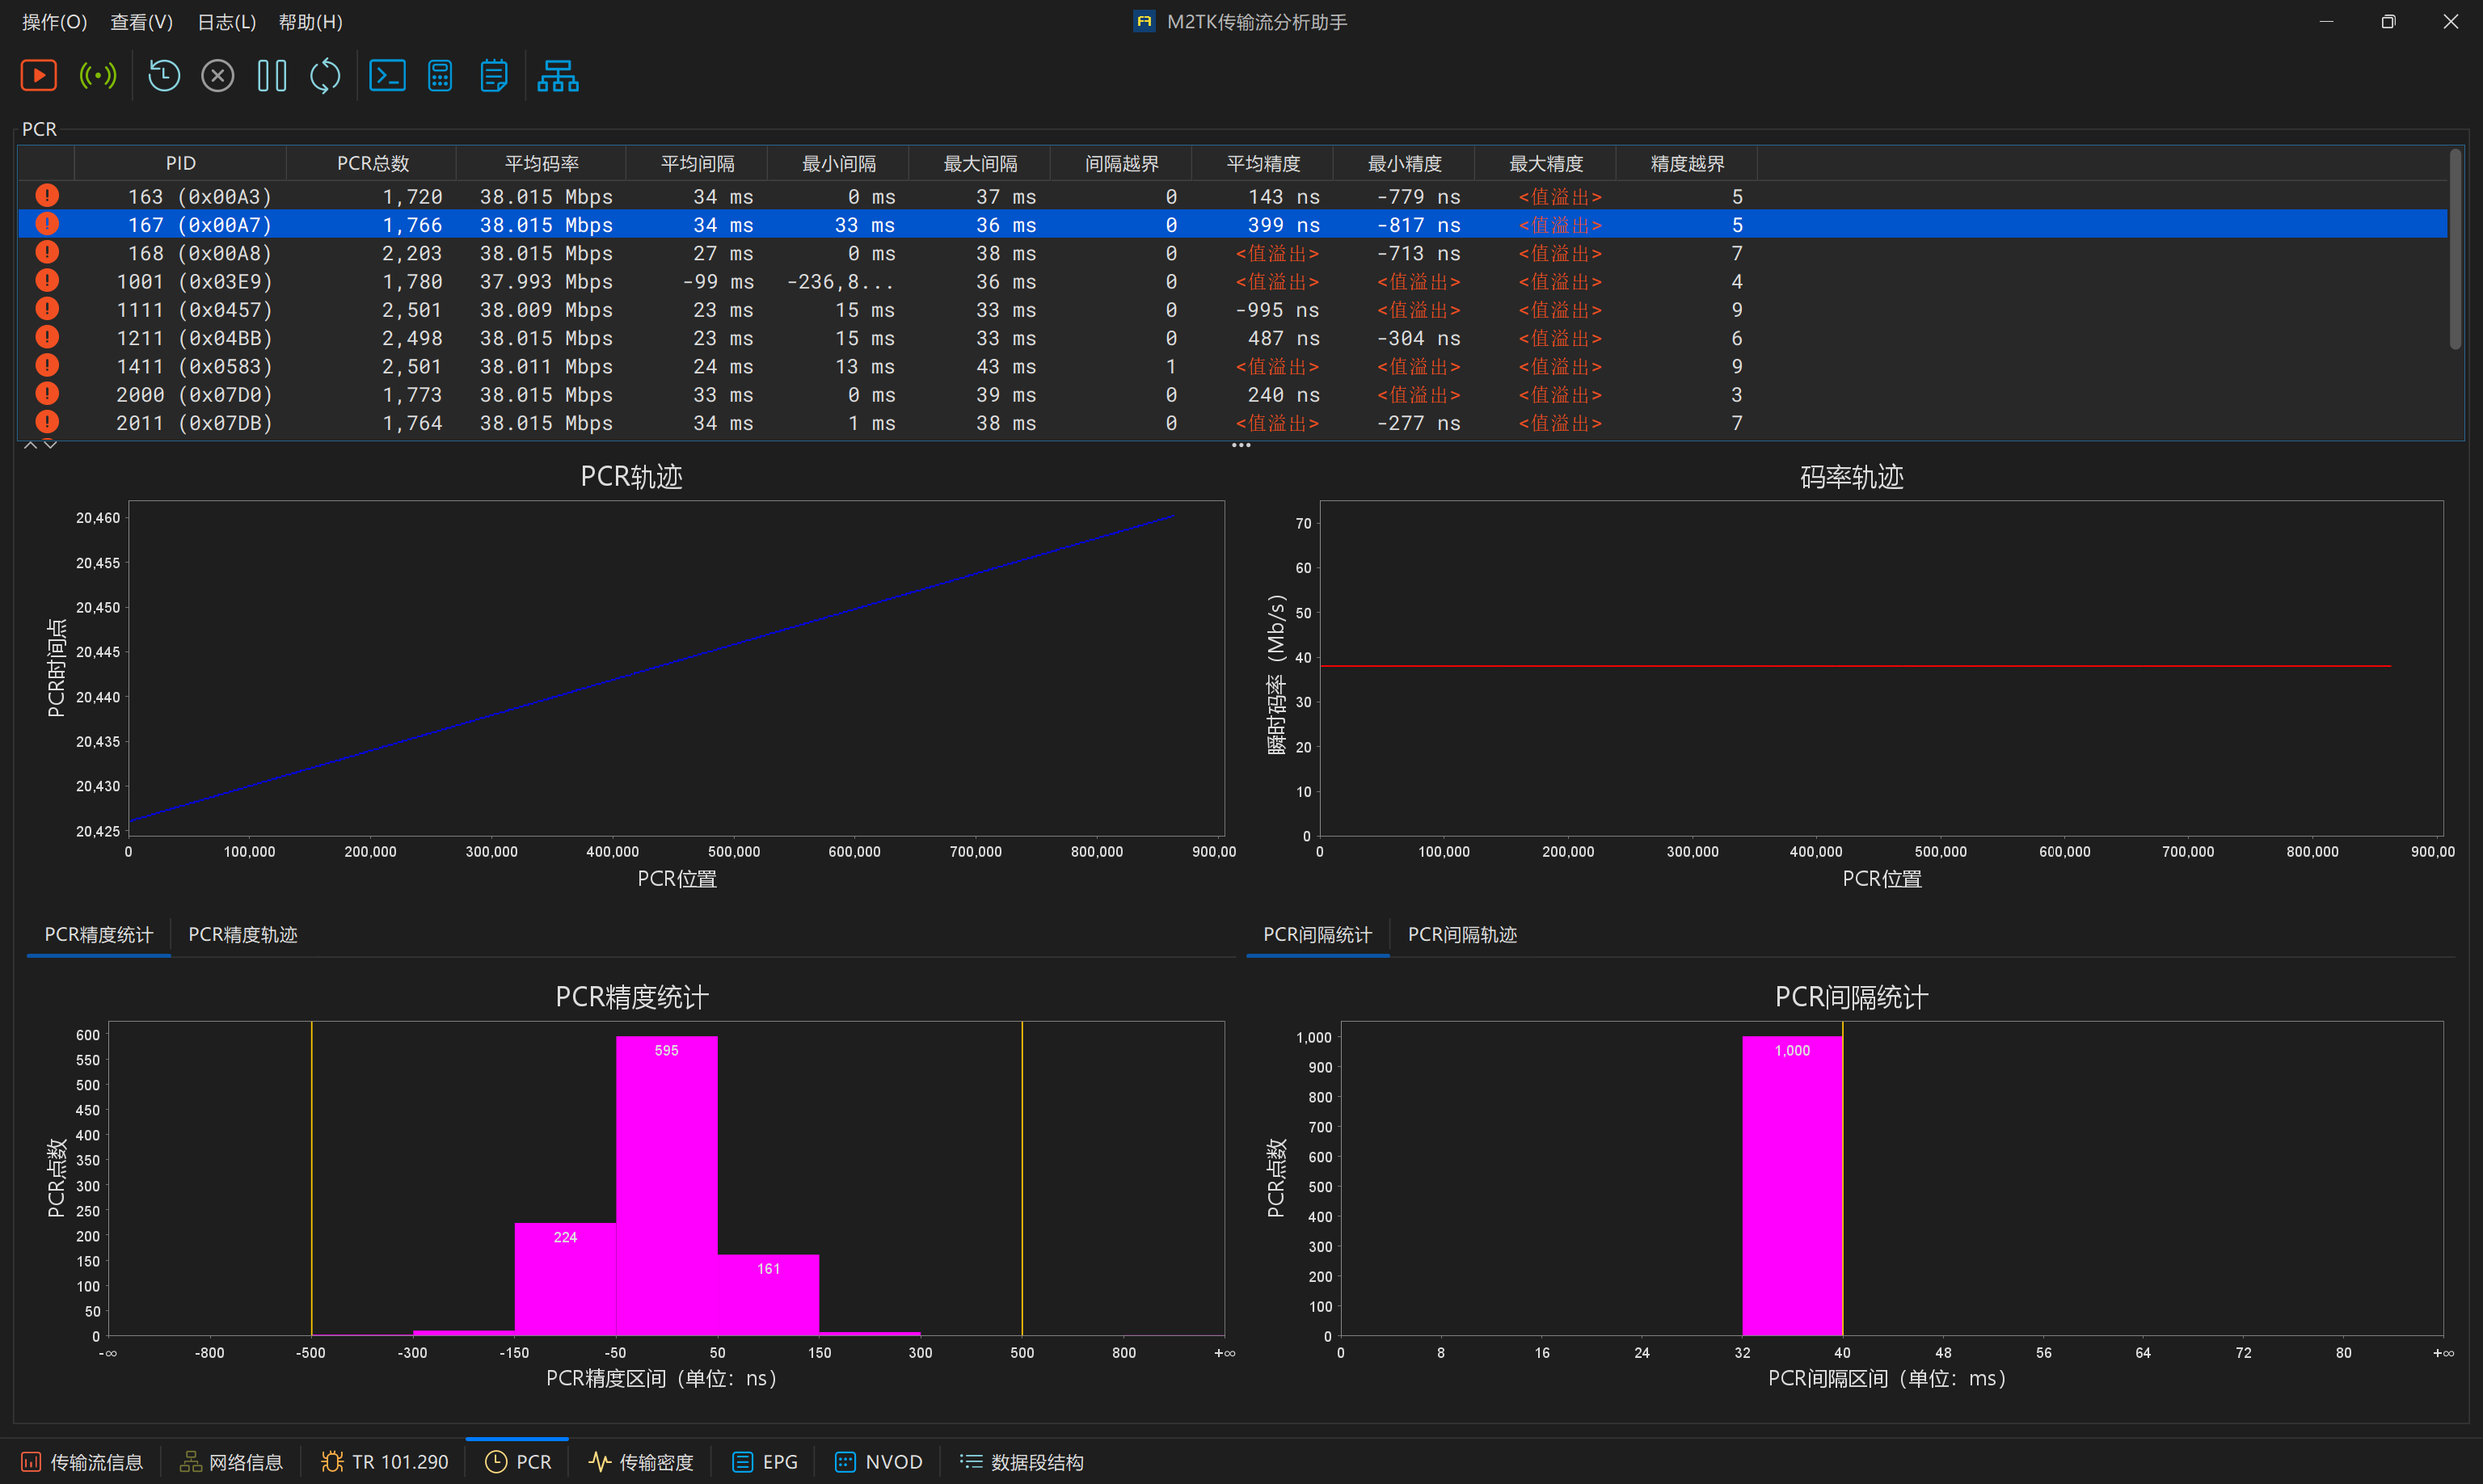 操作(O) 查看(V) 日志(L) 帮助(H) M2TK传输流分析助手
PCR
PID PCR总数 平均码率 平均间隔 最小间隔 最大间隔 间隔越界 平均精度 最小精度 最大精度 精度越界
163 (0x00A3) 1,720 38.015 Mbps 34 ms 0 ms 37 ms 0 143 ns -779 ns <值溢出> 5
167 (0x00A7) 1,766 38.015 Mbps 34 ms 33 ms 36 ms 0 399 ns -817 ns <值溢出> 5
168 (0x00A8) 2,203 38.015 Mbps 27 ms 0 ms 38 ms 0 <值溢出> -713 ns <值溢出> 7
1001 (0x03E9) 1,780 37.993 Mbps -99 ms -236,8... 36 ms 0 <值溢出> <值溢出> <值溢出> 4
1111 (0x0457) 2,501 38.009 Mbps 23 ms 15 ms 33 ms 0 -995 ns <值溢出> <值溢出> 9
1211 (0x04BB) 2,498 38.015 Mbps 23 ms 15 ms 33 ms 0 487 ns -304 ns <值溢出> 6
1411 (0x0583) 2,501 38.011 Mbps 24 ms 13 ms 43 ms 1 <值溢出> <值溢出> <值溢出> 9
2000 (0x07D0) 1,773 38.015 Mbps 33 ms 0 ms 39 ms 0 240 ns <值溢出> <值溢出> 3
2011 (0x07DB) 1,764 38.015 Mbps 34 ms 1 ms 38 ms 0 <值溢出> -277 ns <值溢出> 7
PCR轨迹
PCR时间点
20,460
20,455
20,450
20,445
20,440
20,435
20,430
20,425
0 100,000 200,000 300,000 400,000 500,000 600,000 700,000 800,000 900,00
PCR位置
码率轨迹
瞬时码率（Mb/s）
70
60
50
40
30
20
10
0
0 100,000 200,000 300,000 400,000 500,000 600,000 700,000 800,000 900,00
PCR位置
PCR精度统计 PCR精度轨迹
PCR精度统计
PCR点数
600
550
500
450
400
350
300
250
200
150
100
50
0
595
224
161
-∞ -800 -500 -300 -150 -50 50 150 300 500 800 +∞
PCR精度区间（单位：ns）
PCR间隔统计 PCR间隔轨迹
PCR间隔统计
PCR点数
1,000
900
800
700
600
500
400
300
200
100
0
1,000
0 8 16 24 32 40 48 56 64 72 80 +∞
PCR间隔区间（单位：ms）
传输流信息 网络信息 TR 101.290 PCR 传输密度 EPG NVOD 数据段结构